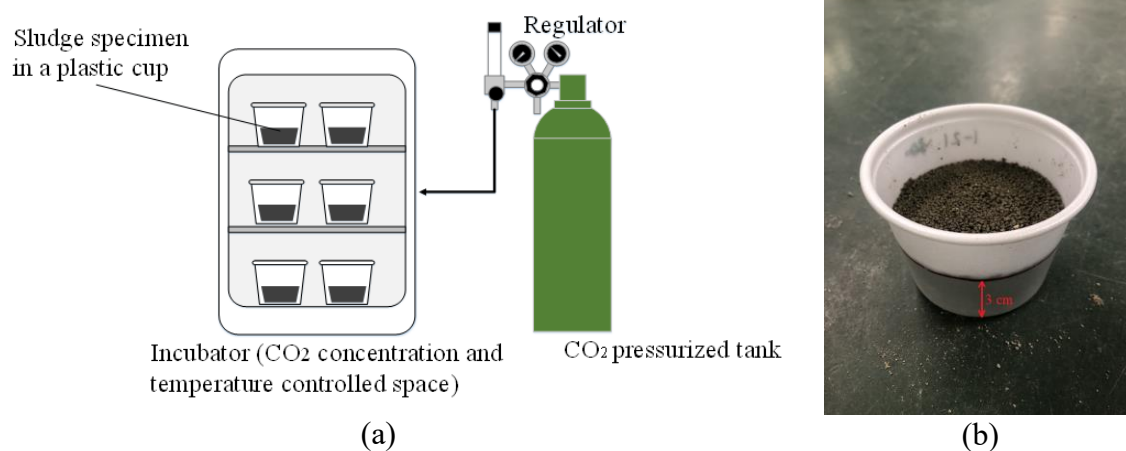 Sludge specimen
in a plastic cup
Regulator
Incubator (CO2 concentration and
temperature controlled space)
CO2 pressurized tank
3 cm
(a)
(b)